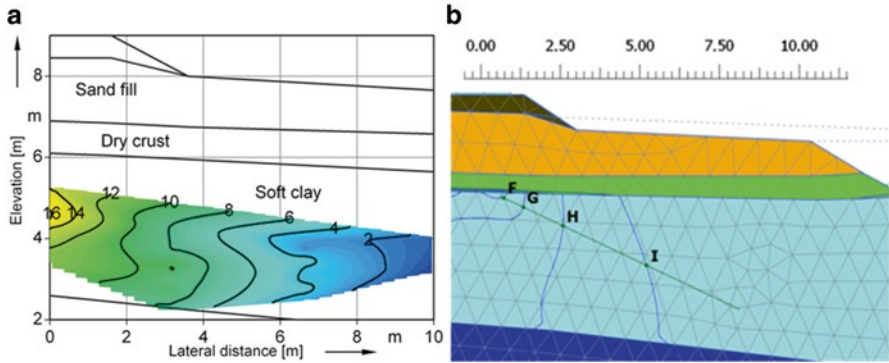 a
8
m
6
4
2
Elevation [m]
Sand fill
Dry crust
Soft clay
16 14 12 10 8 6 4 2
0 2 4 6 8 m 10
Lateral distance [m]
b
0.00 2.50 5.00 7.50 10.00
F
G
H
I